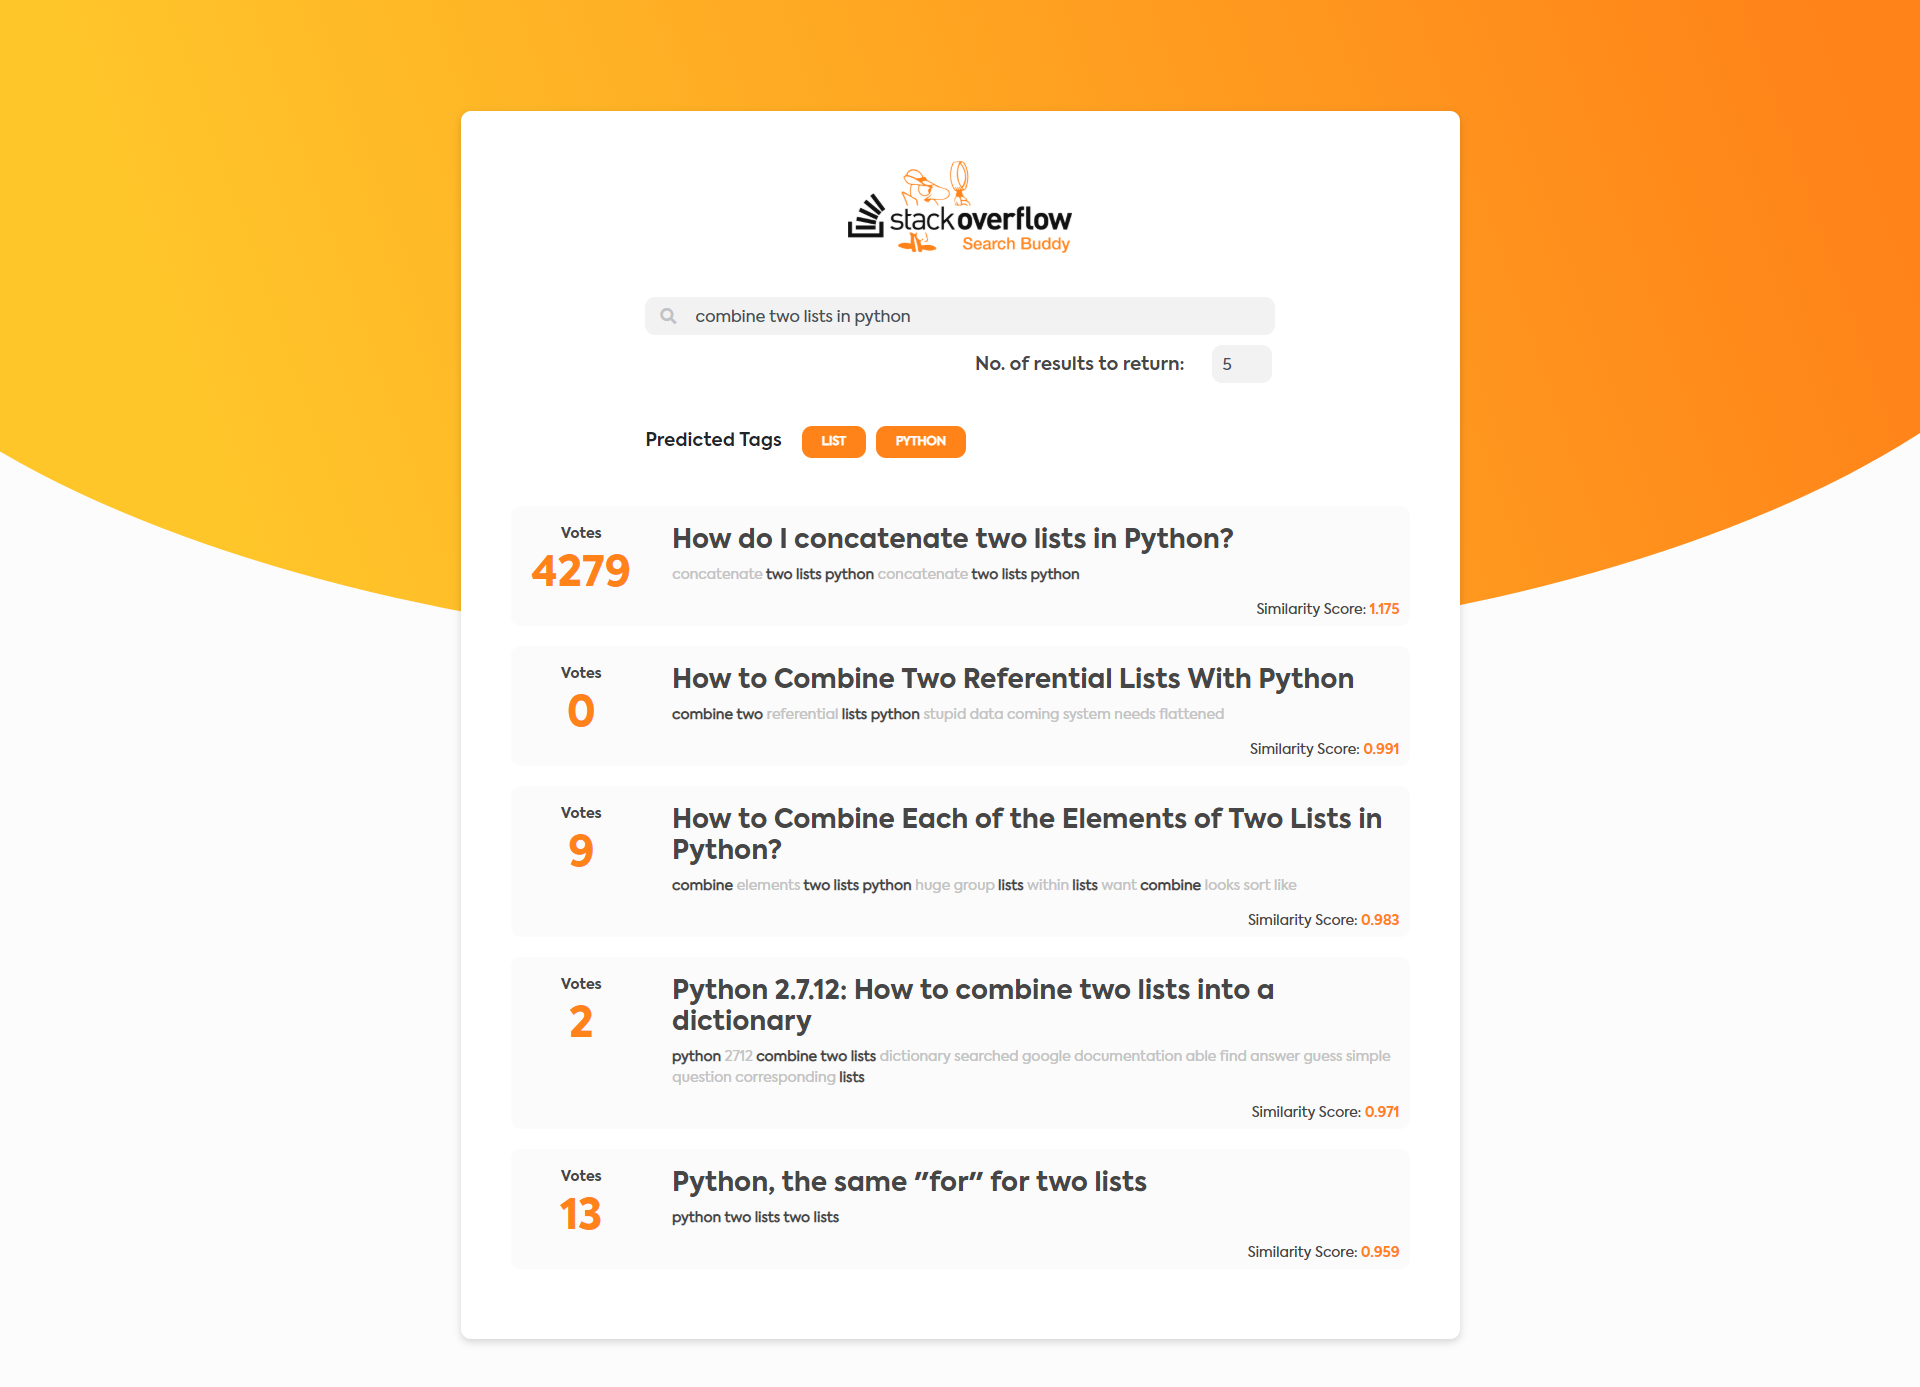 stackoverflow
Search Buddy
combine two lists in python
No. of results to return: 5
Predicted Tags LIST PYTHON
Votes
4279
How do I concatenate two lists in Python?
concatenate two lists python concatenate two lists python
Similarity Score: 1.175
Votes
0
How to Combine Two Referential Lists With Python
combine two referential lists python stupid data coming system needs flattened
Similarity Score: 0.991
Votes
9
How to Combine Each of the Elements of Two Lists in
Python?
combine elements two lists python huge group lists within lists want combine looks sort like
Similarity Score: 0.983
Votes
2
Python 2.7.12: How to combine two lists into a
dictionary
python 2712 combine two lists dictionary searched google documentation able find answer guess simple
question corresponding lists
Similarity Score: 0.971
Votes
13
Python, the same "for" for two lists
python two lists two lists
Similarity Score: 0.959